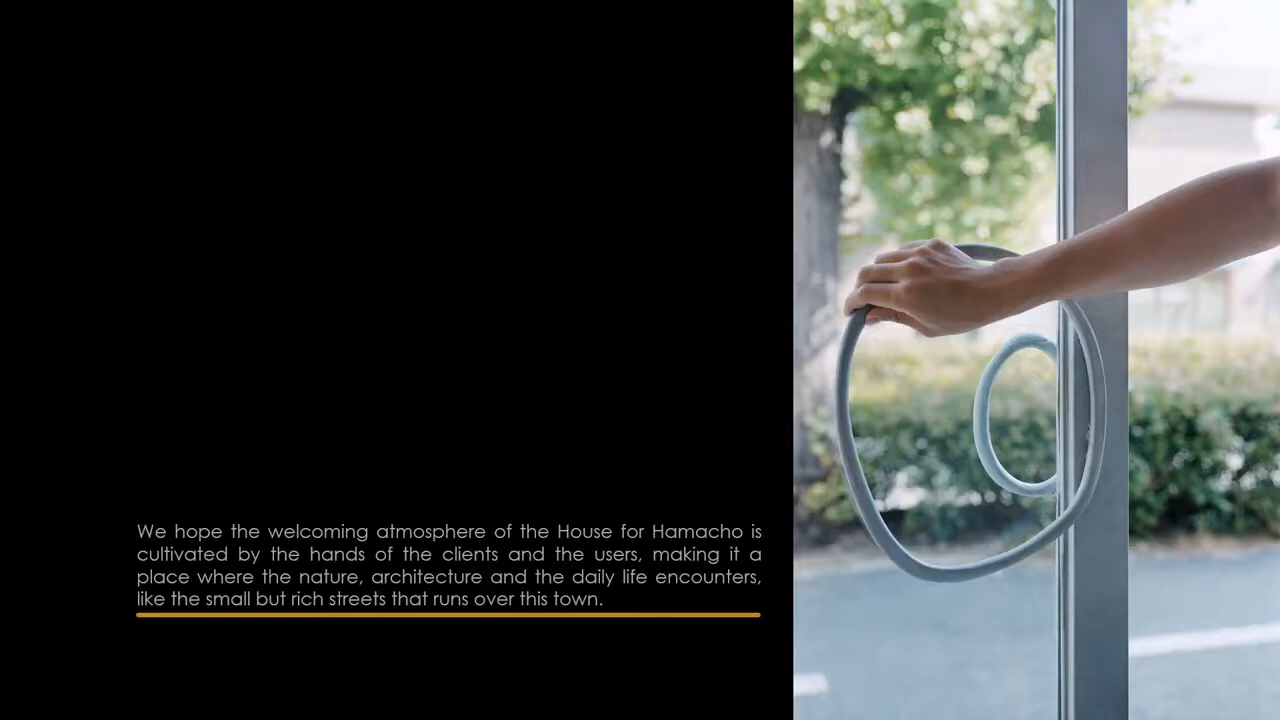 We hope the welcoming atmosphere of the House for Hamacho is
cultivated by the hands of the clients and the users, making it a
place where the nature, architecture and the daily life encounters,
like the small but rich streets that runs over this town.